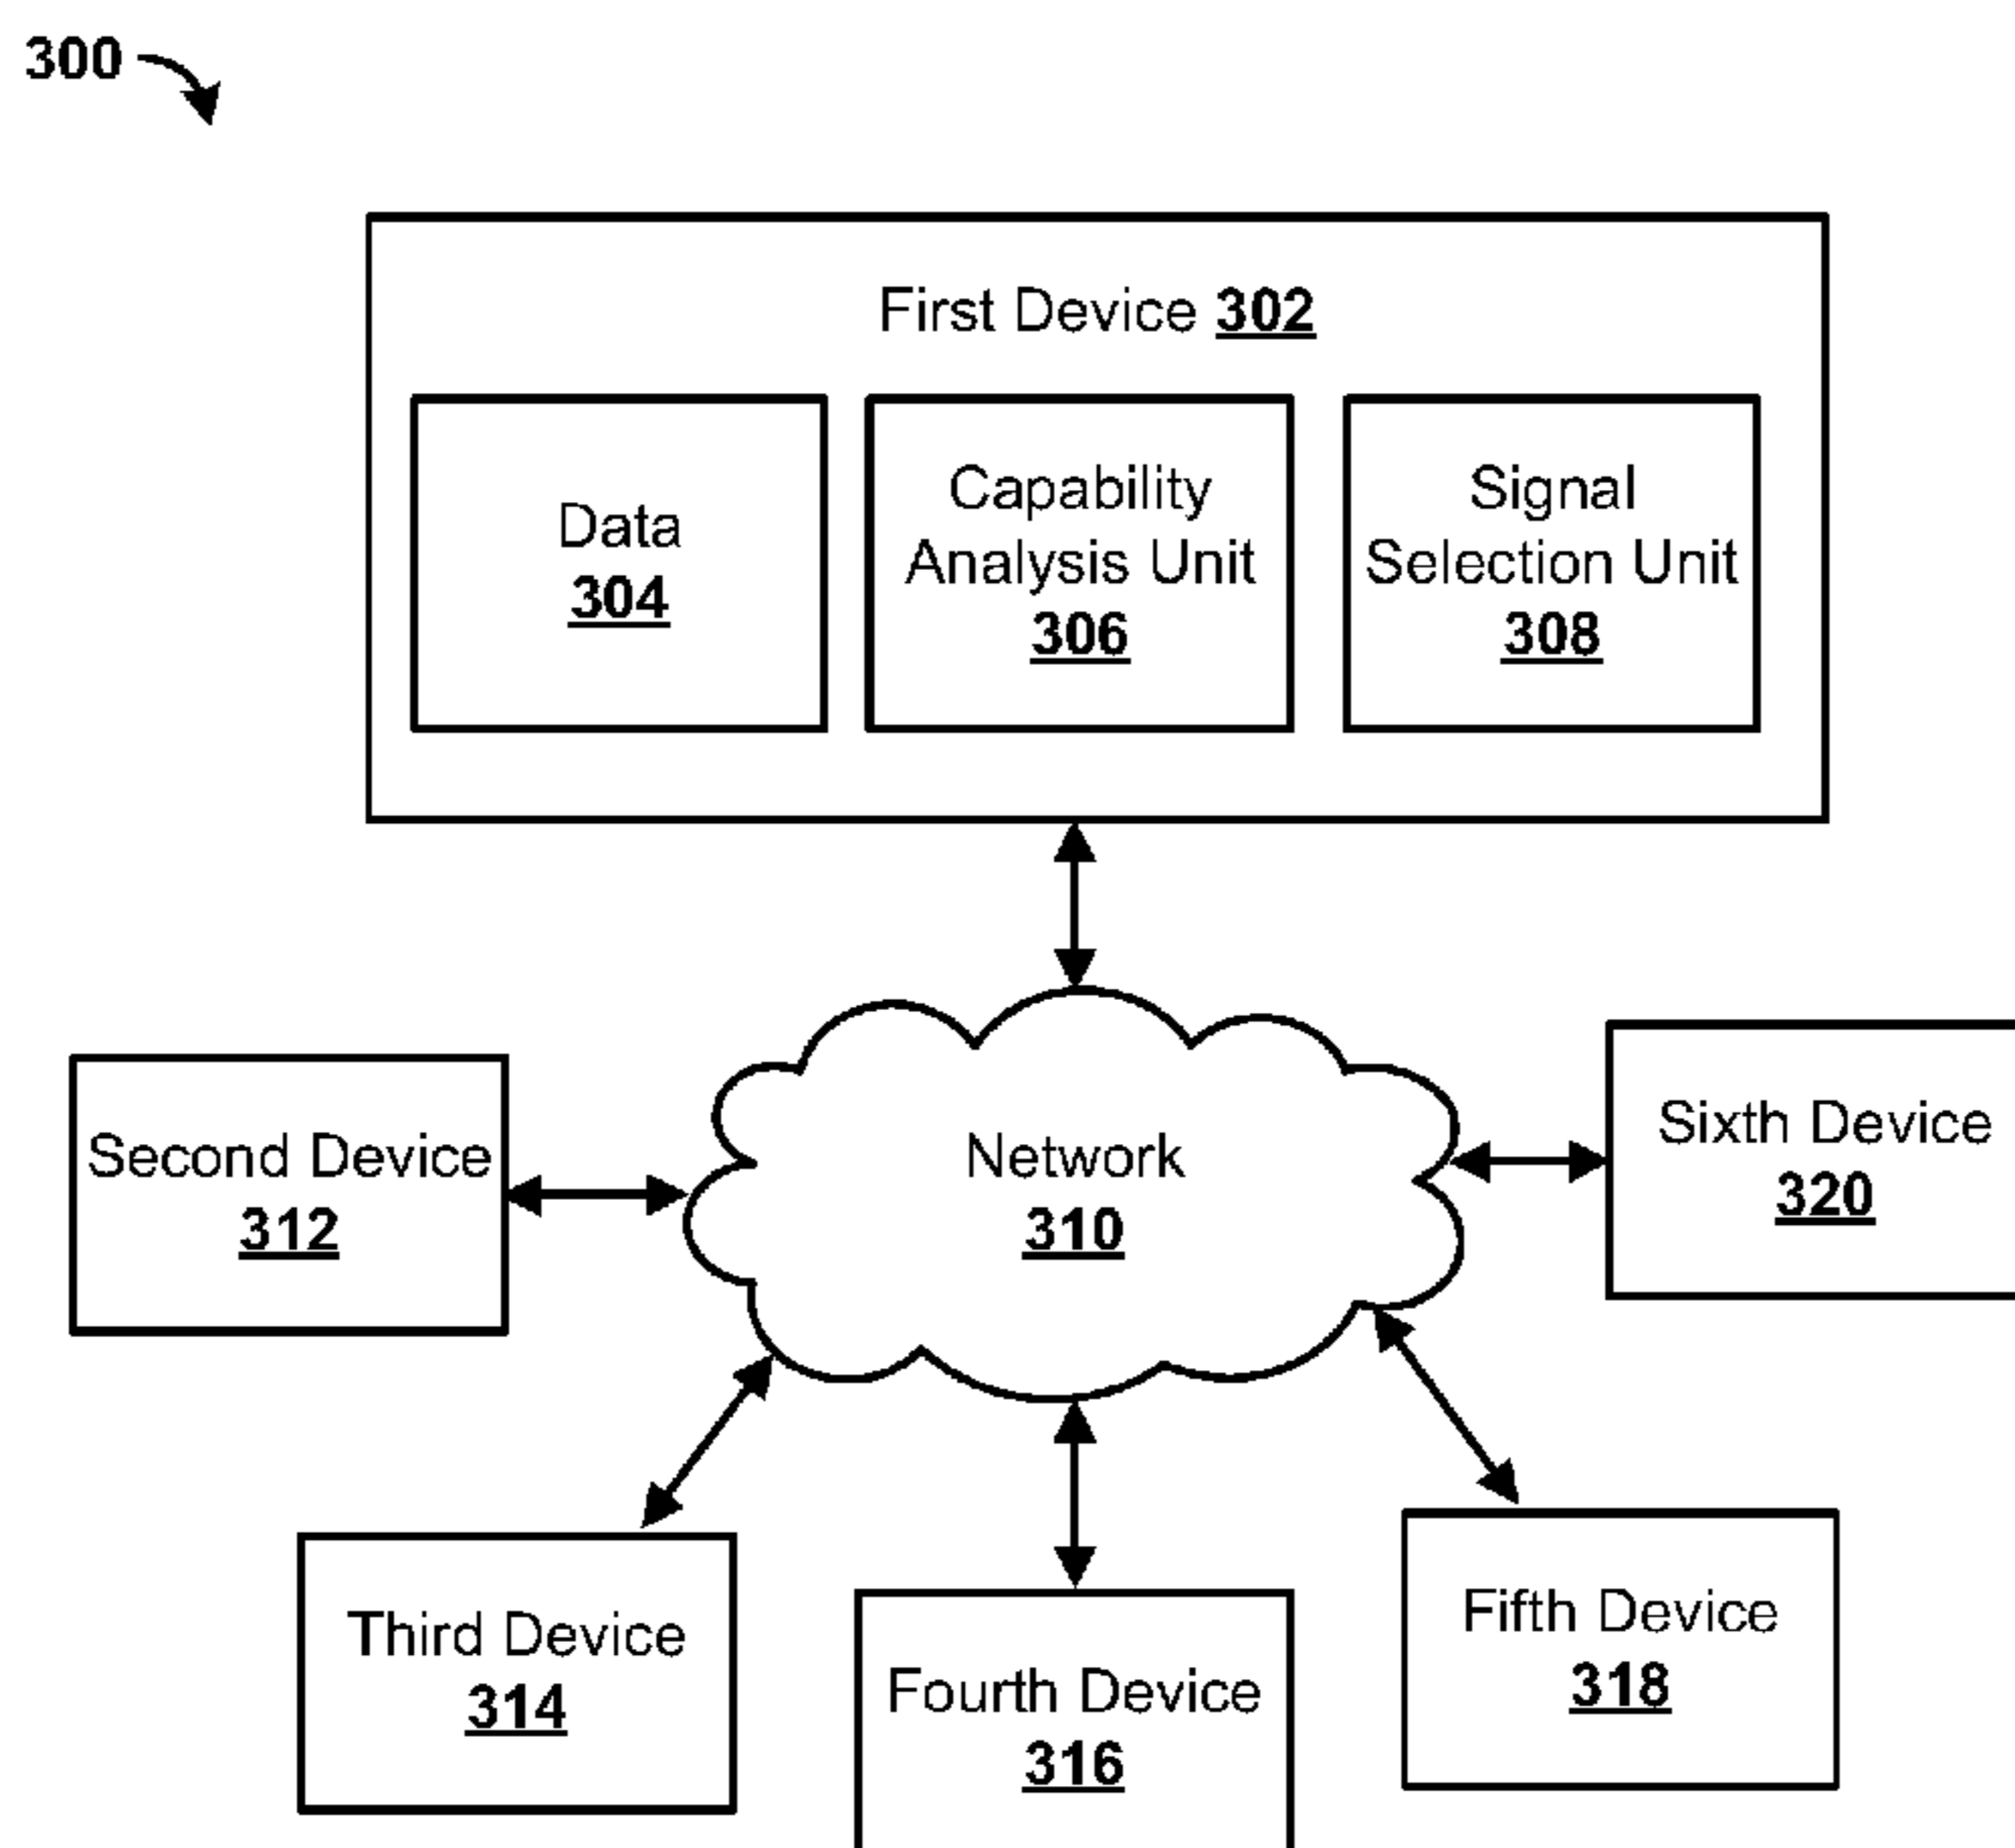 300
First Device 302
Data
304
Capability
Analysis Unit
306
Signal
Selection Unit
308
Network
310
Second Device
312
Sixth Device
320
Third Device
314
Fourth Device
316
Fifth Device
318